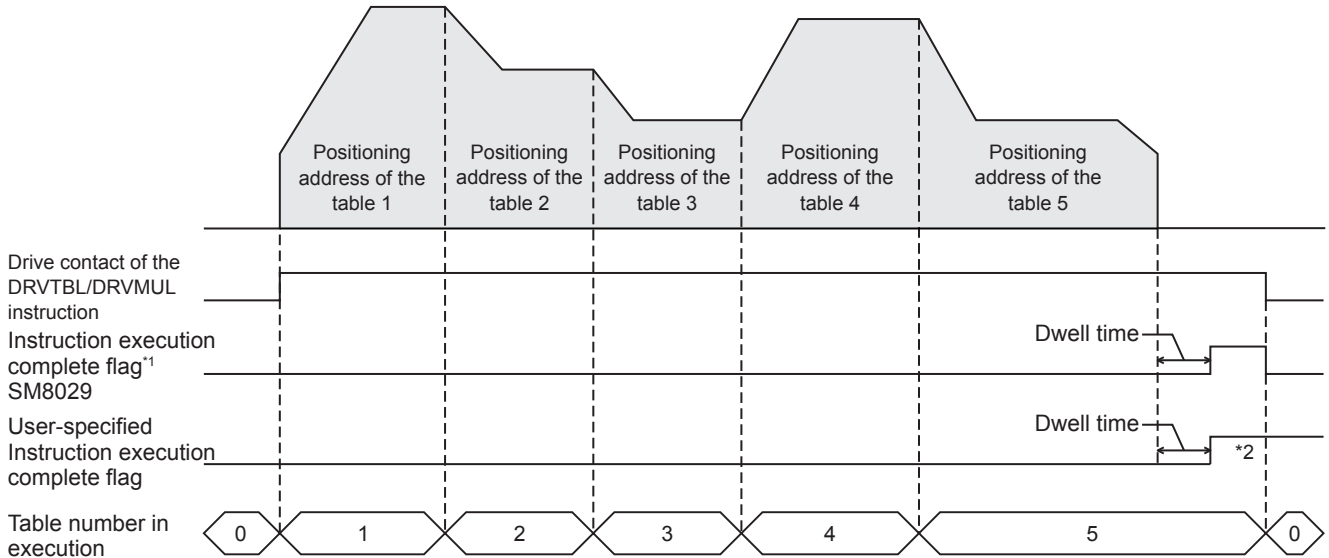 Positioning
address of the
table 1
Positioning
address of the
table 2
Positioning
address of the
table 3
Positioning
address of the
table 4
Positioning
address of the
table 5
Drive contact of the
DRVTBL/DRVMUL
instruction
Instruction execution
complete flag*1
SM8029
Dwell time
User-specified
Instruction execution
complete flag
Dwell time
*2
Table number in
execution
0 1 2 3 4 5 0